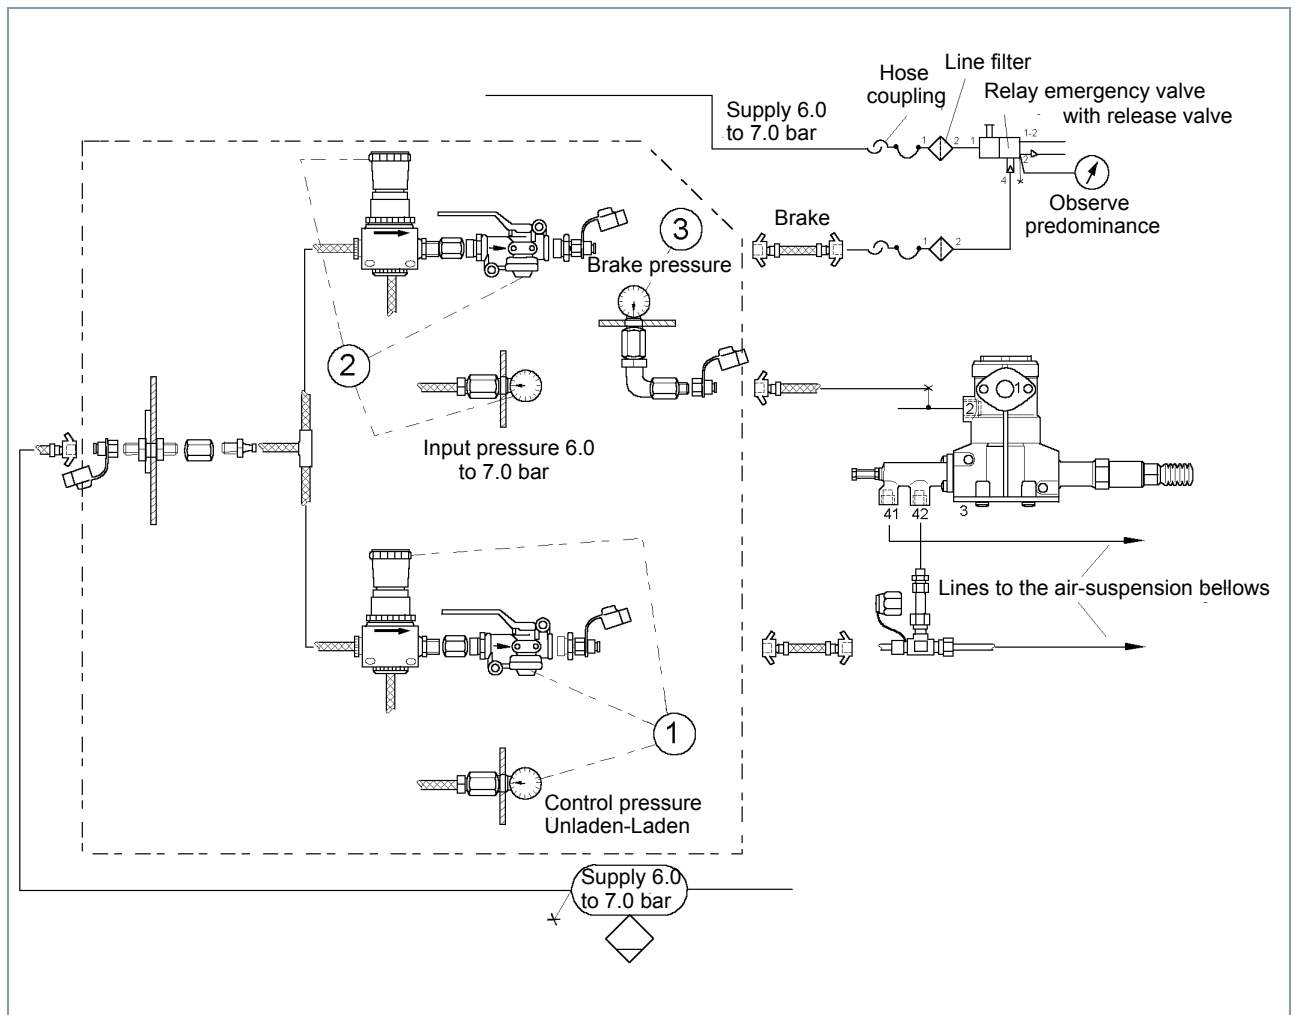 Line filter
Hose
coupling
Relay emergency valve
with release valve
Supply 6.0
to 7.0 bar
1
2
1
1-2
2
4
Observe
predominance
Brake
1
2
3
Brake pressure
2
Input pressure 6.0
to 7.0 bar
1
2
41
42
3
Lines to the air-suspension bellows
1
Control pressure
Unladen-Laden
Supply 6.0
to 7.0 bar